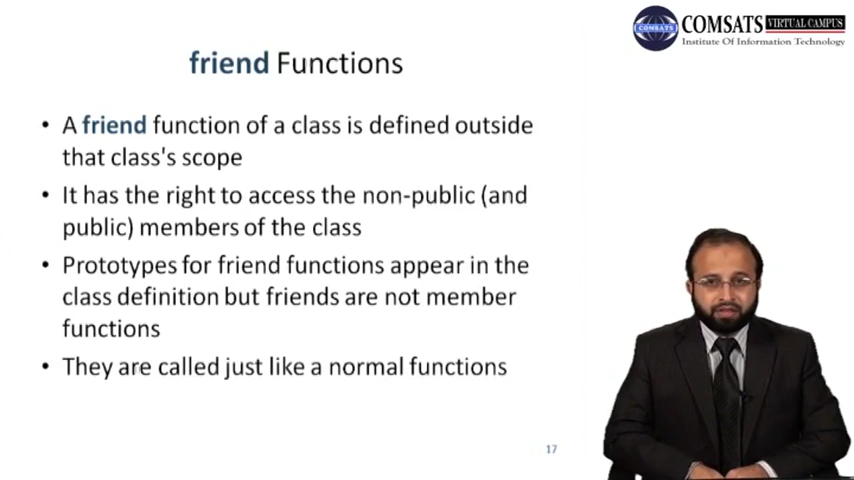 COMSATS VIRTUAL CAMPUS
COMSATS
Institute Of Information Technology
friend Functions
• A friend function of a class is defined outside
that class's scope
• It has the right to access the non-public (and
public) members of the class
• Prototypes for friend functions appear in the
class definition but friends are not member
functions
• They are called just like a normal functions
17